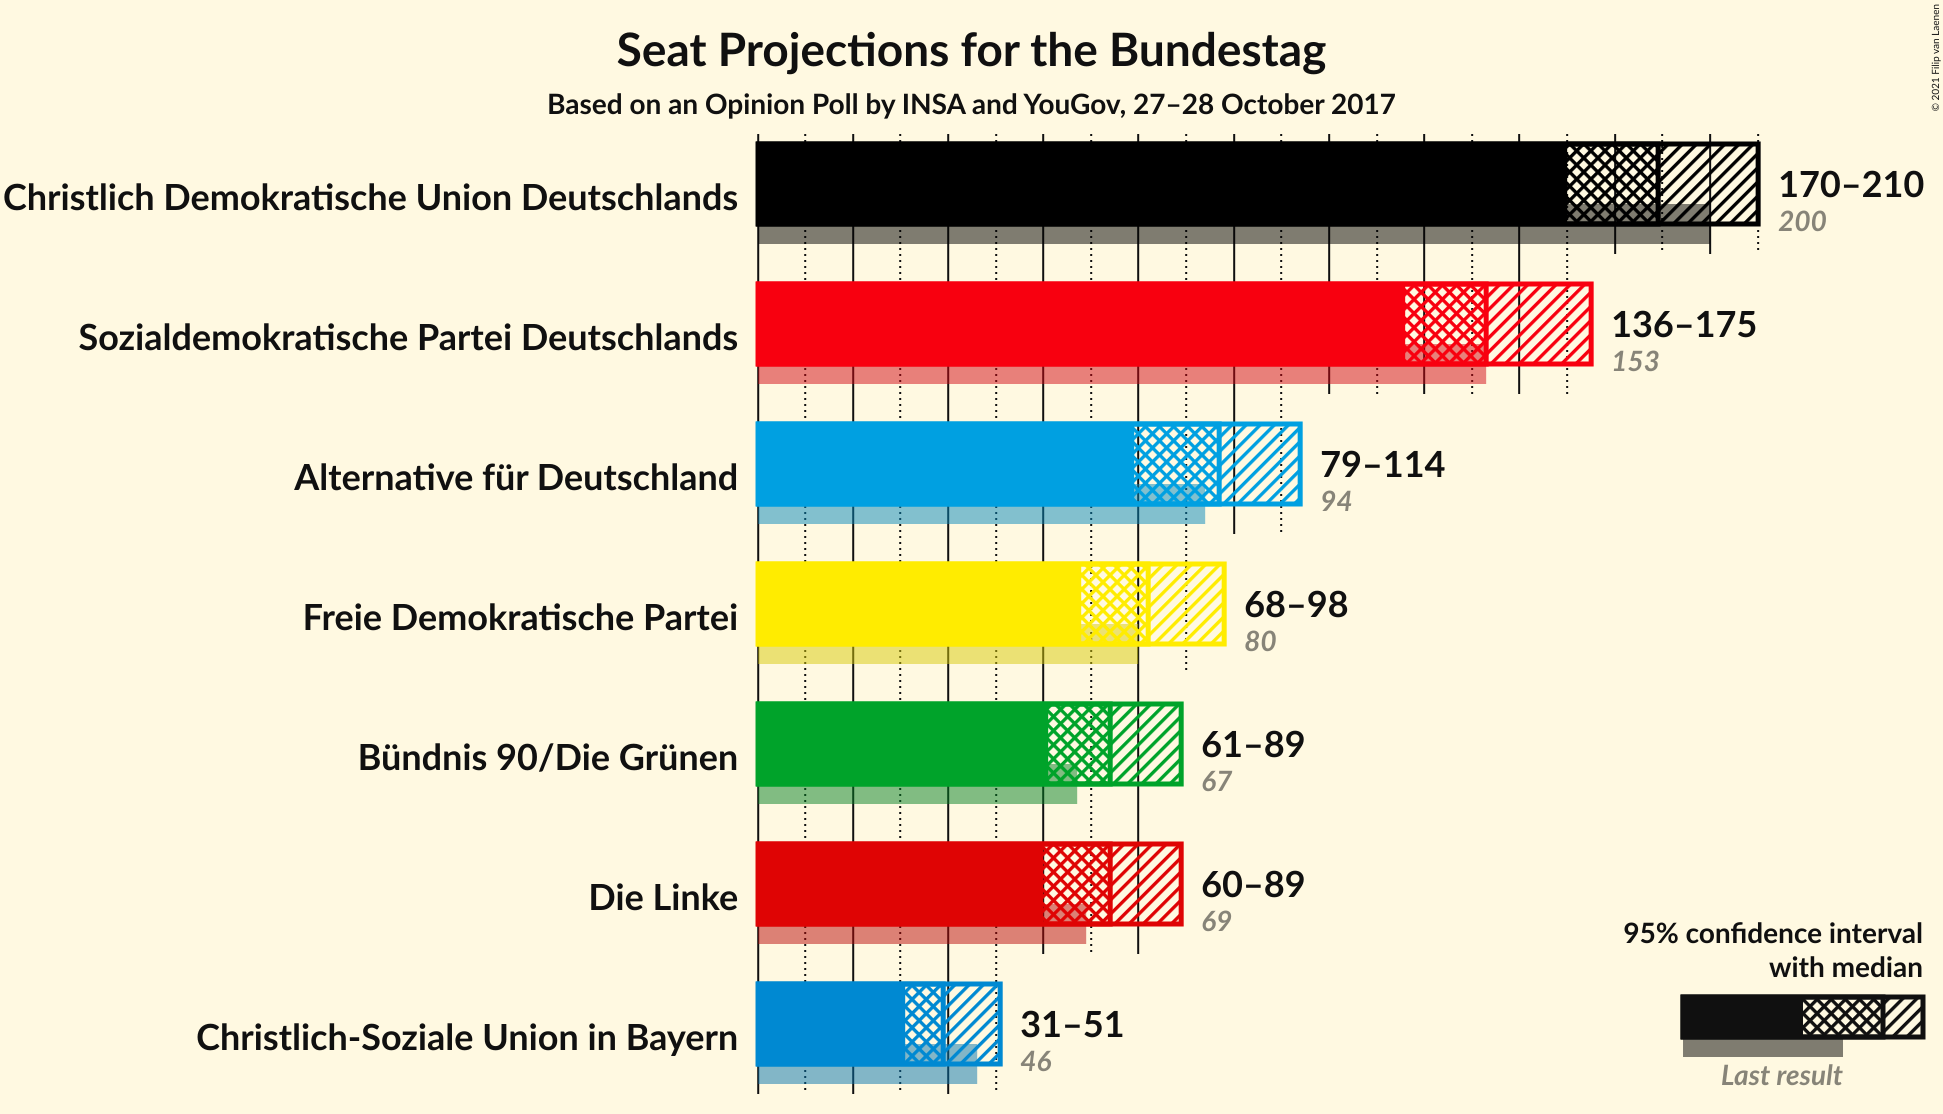 Seat Projections for the Bundestag
Based on an Opinion Poll by INSA and YouGov, 27–28 October 2017
© 2021 Filip van Laenen
Christlich Demokratische Union Deutschlands
170–210
200
Sozialdemokratische Partei Deutschlands
136–175
153
Alternative für Deutschland
79–114
94
Freie Demokratische Partei
68–98
80
Bündnis 90/Die Grünen
61–89
67
Die Linke
60–89
69
Christlich-Soziale Union in Bayern
31–51
46
95% confidence interval
with median
Last result